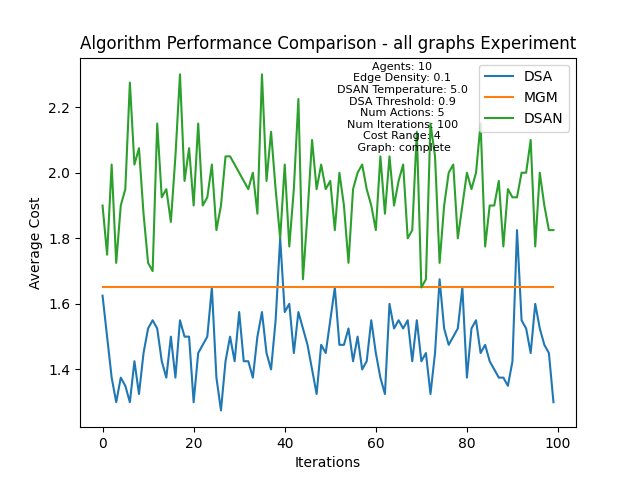 Algorithm Performance Comparison - all graphs Experiment
Agents: 10
Edge Density: 0.1
DSAN Temperature: 5.0
DSA Threshold: 0.9
Num Actions: 5
Num Iterations: 100
Cost Range: 4
Graph: complete
DSA
MGM
DSAN
Average Cost
2.2
2.0
1.8
1.6
1.4
0 20 40 60 80 100
Iterations